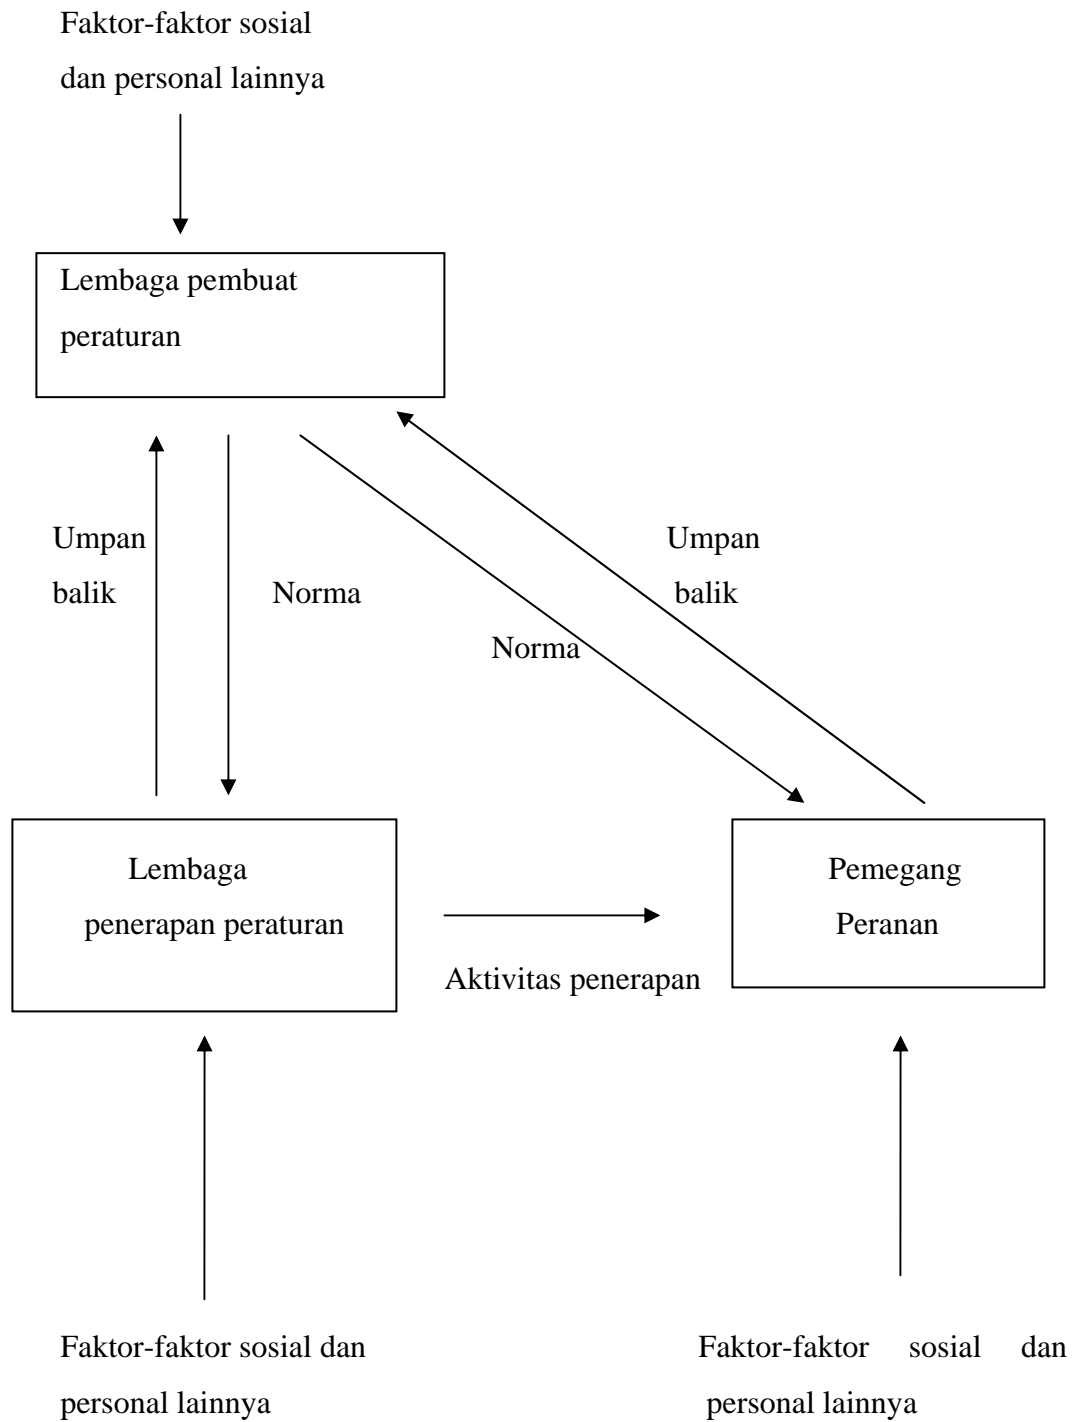 Faktor-faktor sosial
dan personal lainnya
Lembaga pembuat
peraturan
Umpan
balik
Norma
Umpan
balik
Norma
Lembaga
penerapan peraturan
Aktivitas penerapan
Pemegang
Peranan
Faktor-faktor sosial dan
personal lainnya
Faktor-faktor sosial dan
personal lainnya